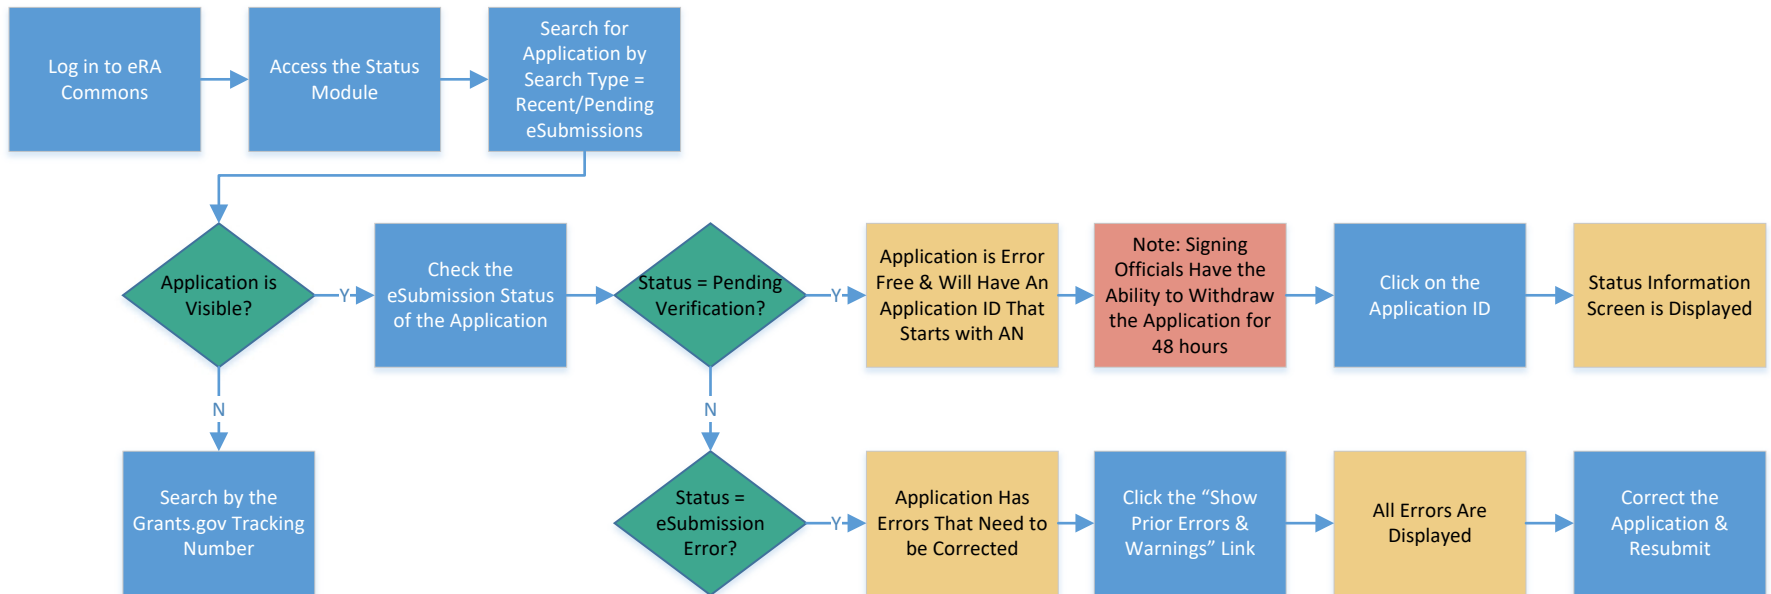 Log in to eRA
Commons
Access the Status
Module
Search for
Application by
Search Type =
Recent/Pending
eSubmissions
Application is
Visible?
Y
Check the
eSubmission Status
of the Application
Status = Pending
Verification?
Y
Application is Error
Free & Will Have An
Application ID That
Starts with AN
Note: Signing
Officials Have the
Ability to Withdraw
the Application for
48 hours
Click on the
Application ID
Status Information
Screen is Displayed
N
N
Search by the
Grants.gov Tracking
Number
Status =
eSubmission
Error?
Y
Application Has
Errors That Need to
be Corrected
Click the “Show
Prior Errors &
Warnings” Link
All Errors Are
Displayed
Correct the
Application &
Resubmit